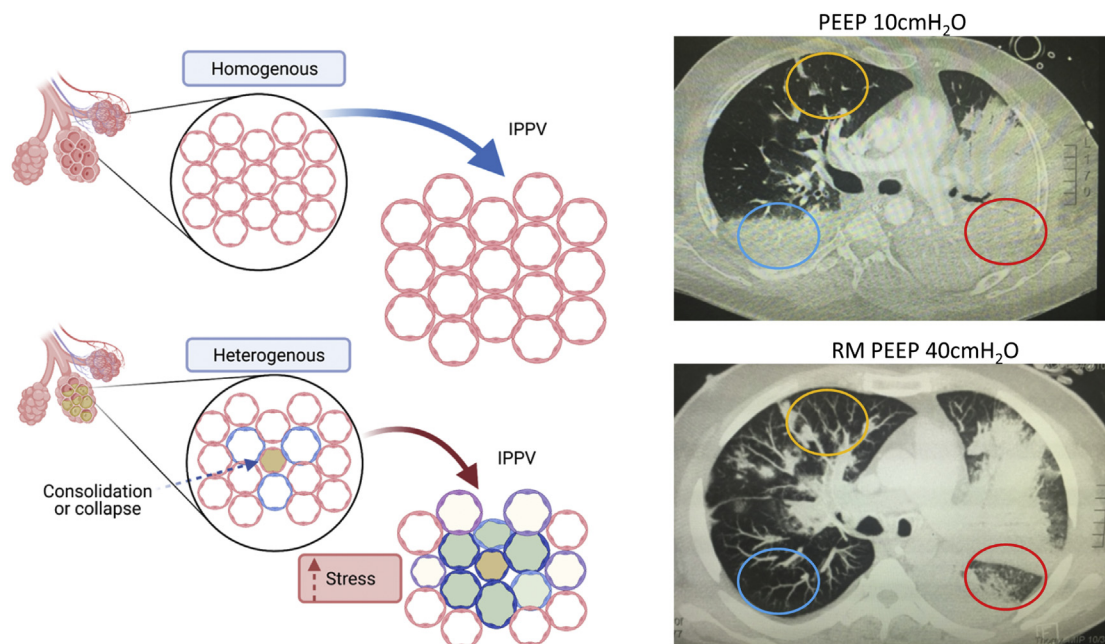 Homogenous
IPPV
Heterogenous
Consolidation
or collapse
IPPV
Stress
PEEP 10cmH₂O
RM PEEP 40cmH₂O